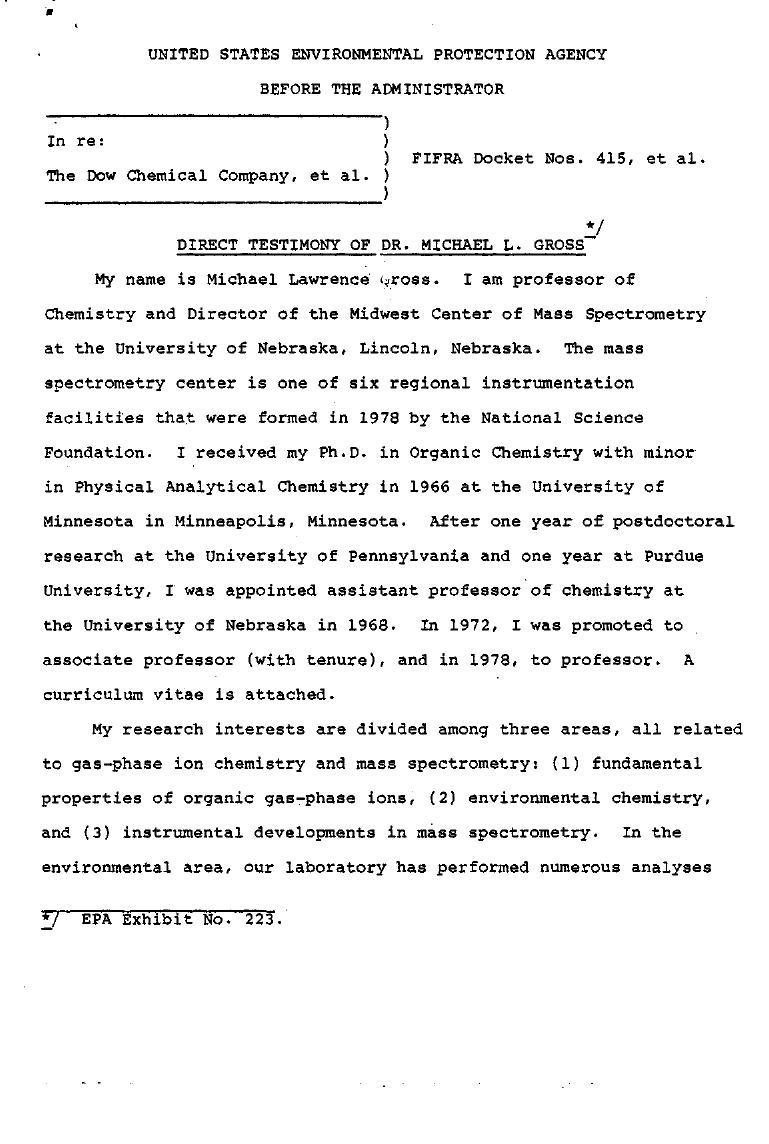 UNITED STATES ENVIRONMENTAL PROTECTION AGENCY
BEFORE THE ADMINISTRATOR
)
In re: )
) FIFRA Docket Nos. 415, et al.
The Dow Chemical Company, et al. )
)
*/
DIRECT TESTIMONY OF DR. MICHAEL L. GROSS
My name is Michael Lawrence Gross. I am professor of
Chemistry and Director of the Midwest Center of Mass Spectrometry
at the University of Nebraska, Lincoln, Nebraska. The mass
spectrometry center is one of six regional instrumentation
facilities that were formed in 1978 by the National Science
Foundation. I received my Ph.D. in Organic Chemistry with minor
in Physical Analytical Chemistry in 1966 at the University of
Minnesota in Minneapolis, Minnesota. After one year of postdoctoral
research at the University of Pennsylvania and one year at Purdue
University, I was appointed assistant professor of chemistry at
the University of Nebraska in 1968. In 1972, I was promoted to
associate professor (with tenure), and in 1978, to professor. A
curriculum vitae is attached.
My research interests are divided among three areas, all related
to gas-phase ion chemistry and mass spectrometry: (1) fundamental
properties of organic gas-phase ions, (2) environmental chemistry,
and (3) instrumental developments in mass spectrometry. In the
environmental area, our laboratory has performed numerous analyses
*/ EPA Exhibit No. 223.